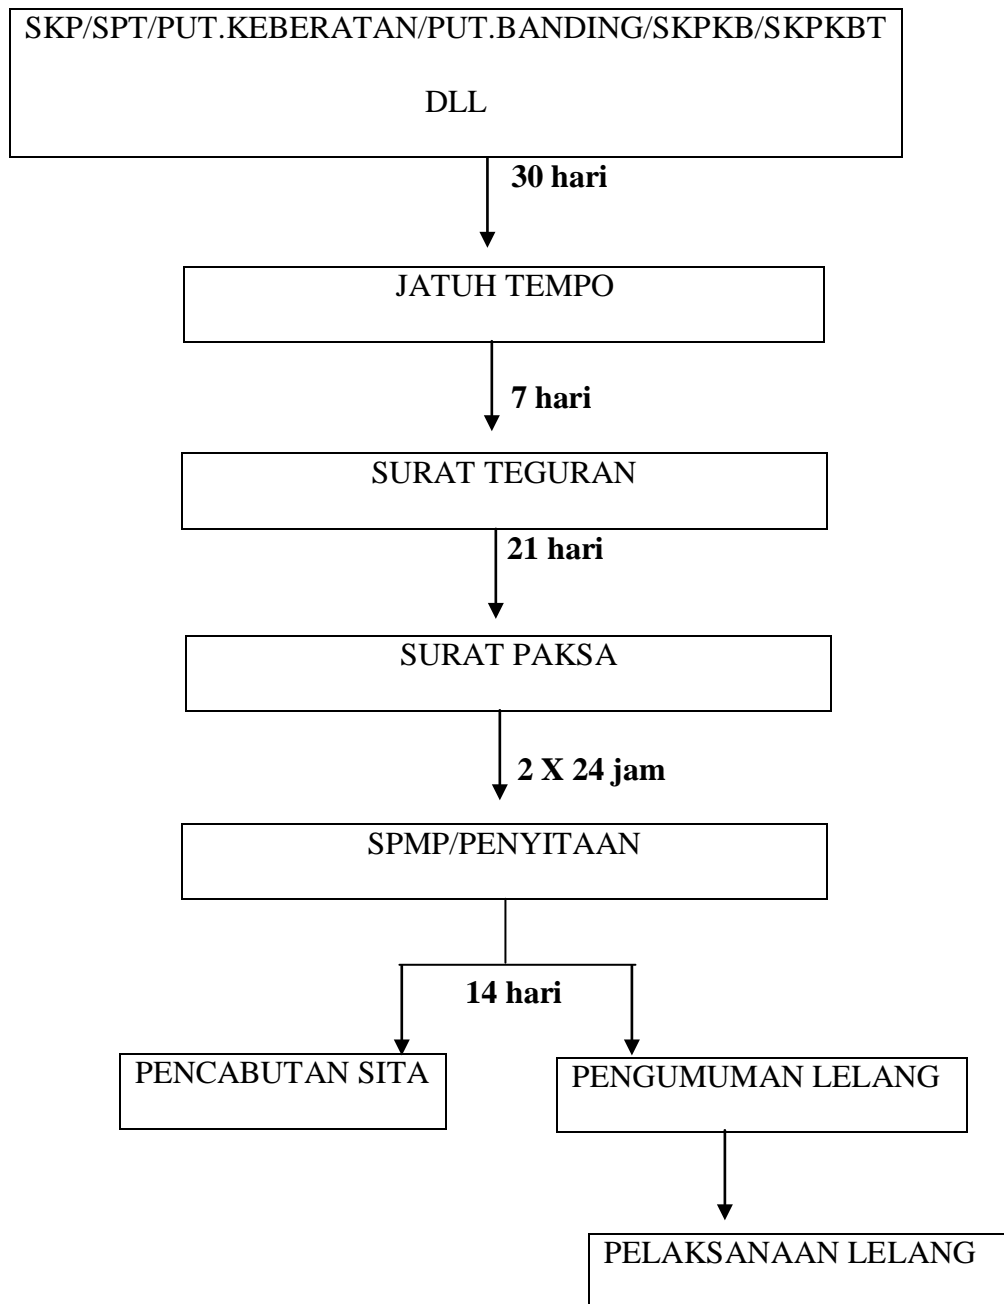 SKP/SPT/PUT.KEBERATAN/PUT.BANDING/SKPKB/SKPKBT
DLL
30 hari
JATUH TEMPO
7 hari
SURAT TEGURAN
21 hari
SURAT PAKSA
2 X 24 jam
SPMP/PENYITAAN
14 hari
PENCABUTAN SITA
PENGUMUMAN LELANG
PELAKSANAAN LELANG